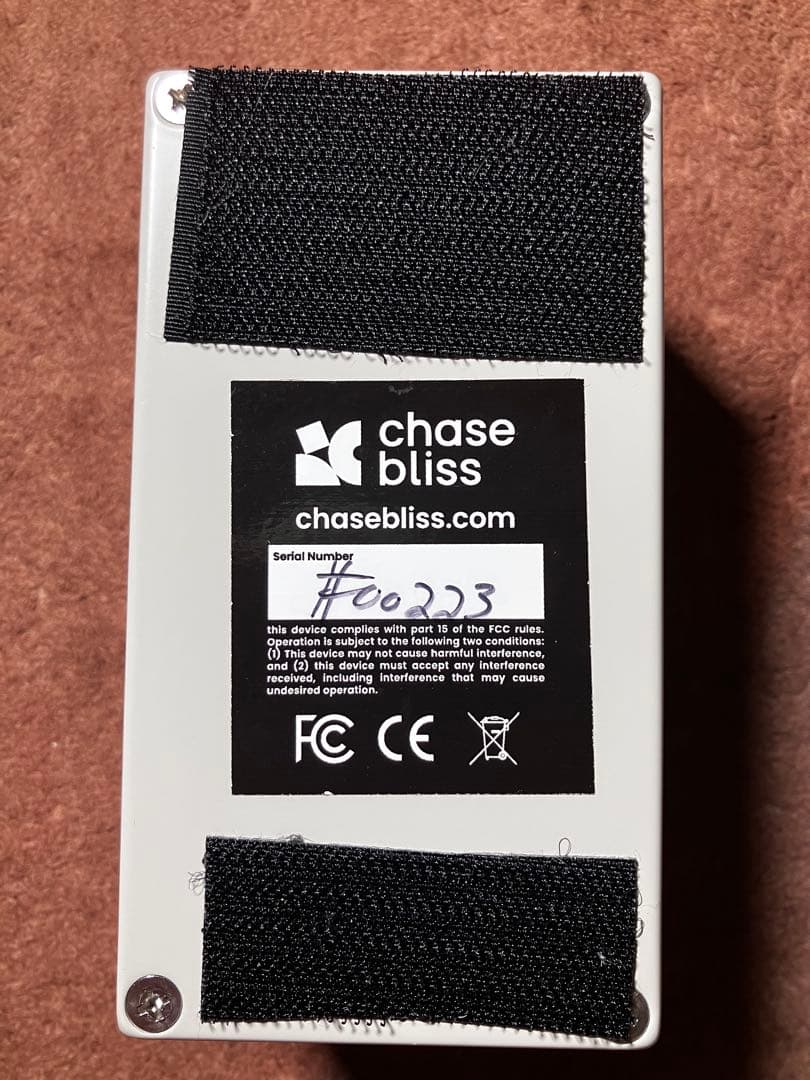 chase
bliss
chasebliss.com
Serial Number
#00223
this device complies with part 15 of the FCC rules.
Operation is subject to the following two conditions:
(1) This device may not cause harmful interference,
and (2) this device must accept any interference
received, including interference that may cause
undesired operation.
FC CE